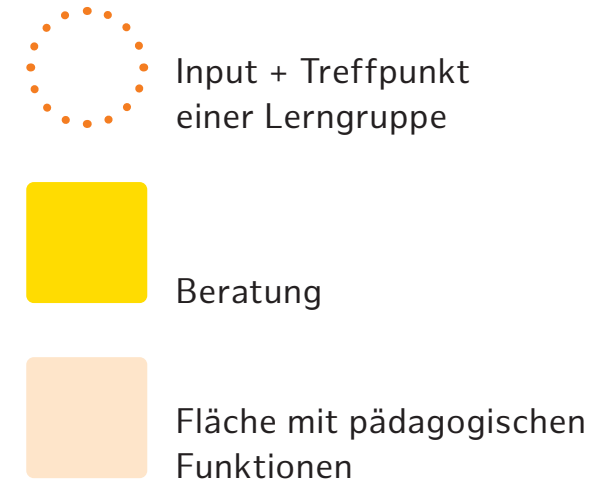 Input + Treffpunkt
einer Lerngruppe
Beratung
Fläche mit pädagogischen
Funktionen